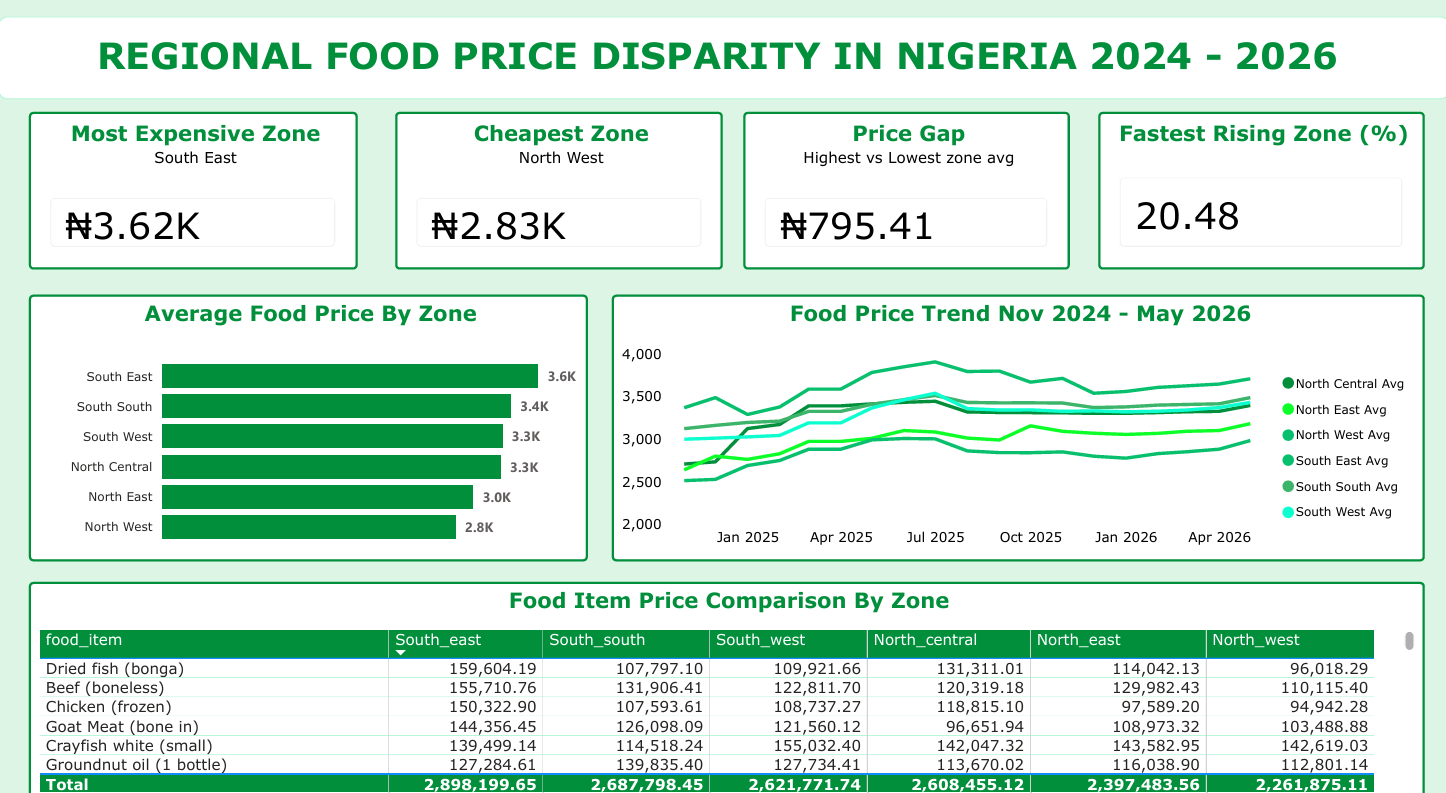 REGIONAL FOOD PRICE DISPARITY IN NIGERIA 2024 - 2026
Most Expensive Zone
South East
₦3.62K
Cheapest Zone
North West
₦2.83K
Price Gap
Highest vs Lowest zone avg
₦795.41
Fastest Rising Zone (%)
20.48
Average Food Price By Zone
South East 3.6K
South South 3.4K
South West 3.3K
North Central 3.3K
North East 3.0K
North West 2.8K
Food Price Trend Nov 2024 - May 2026
4,000
3,500
3,000
2,500
2,000
Jan 2025 Apr 2025 Jul 2025 Oct 2025 Jan 2026 Apr 2026
North Central Avg
North East Avg
North West Avg
South East Avg
South South Avg
South West Avg
Food Item Price Comparison By Zone
food_item South_east South_south South_west North_central North_east North_west
Dried fish (bonga) 159,604.19 107,797.10 109,921.66 131,311.01 114,042.13 96,018.29
Beef (boneless) 155,710.76 131,906.41 122,811.70 120,319.18 129,982.43 110,115.40
Chicken (frozen) 150,322.90 107,593.61 108,737.27 118,815.10 97,589.20 94,942.28
Goat Meat (bone in) 144,356.45 126,098.09 121,560.12 96,651.94 108,973.32 103,488.88
Crayfish white (small) 139,499.14 114,518.24 155,032.40 142,047.32 143,582.95 142,619.03
Groundnut oil (1 bottle) 127,284.61 139,835.40 127,734.41 113,670.02 116,038.90 112,801.14
Total 2,898,199.65 2,687,798.45 2,621,771.74 2,608,455.12 2,397,483.56 2,261,875.11